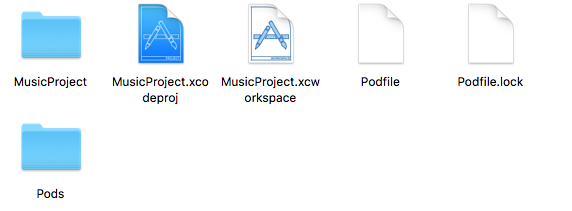 MusicProject
MusicProject.xco
deproj
MusicProject.xcw
orkspace
Podfile
Podfile.lock
Pods